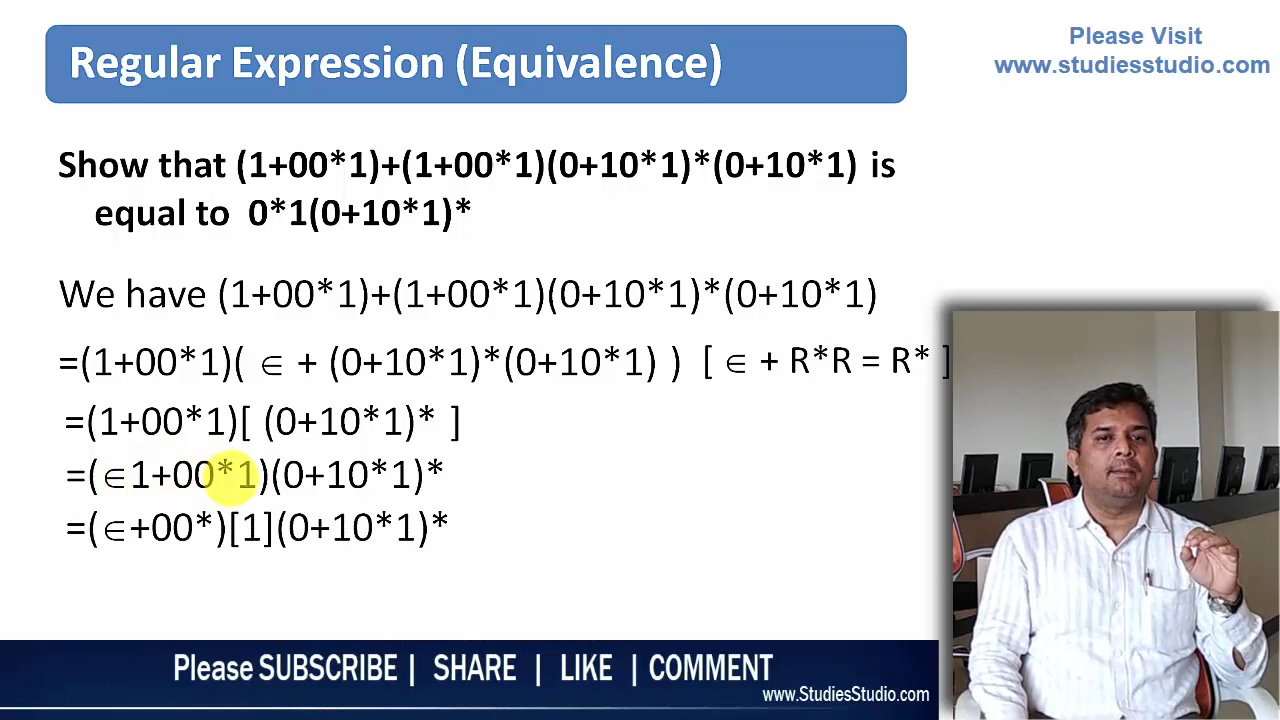 Regular Expression (Equivalence)
Please Visit
www.studiesstudio.com
Show that (1+00*1)+(1+00*1)(0+10*1)*(0+10*1) is
equal to 0*1(0+10*1)*
We have (1+00*1)+(1+00*1)(0+10*1)*(0+10*1)
=(1+00*1)( ∈ + (0+10*1)*(0+10*1) ) [ ∈ + R*R = R* ]
=(1+00*1)[ (0+10*1)* ]
=(∈1+00*1)(0+10*1)*
=(∈+00*)[1](0+10*1)*
Please SUBSCRIBE | SHARE | LIKE | COMMENT
www.StudiesStudio.com